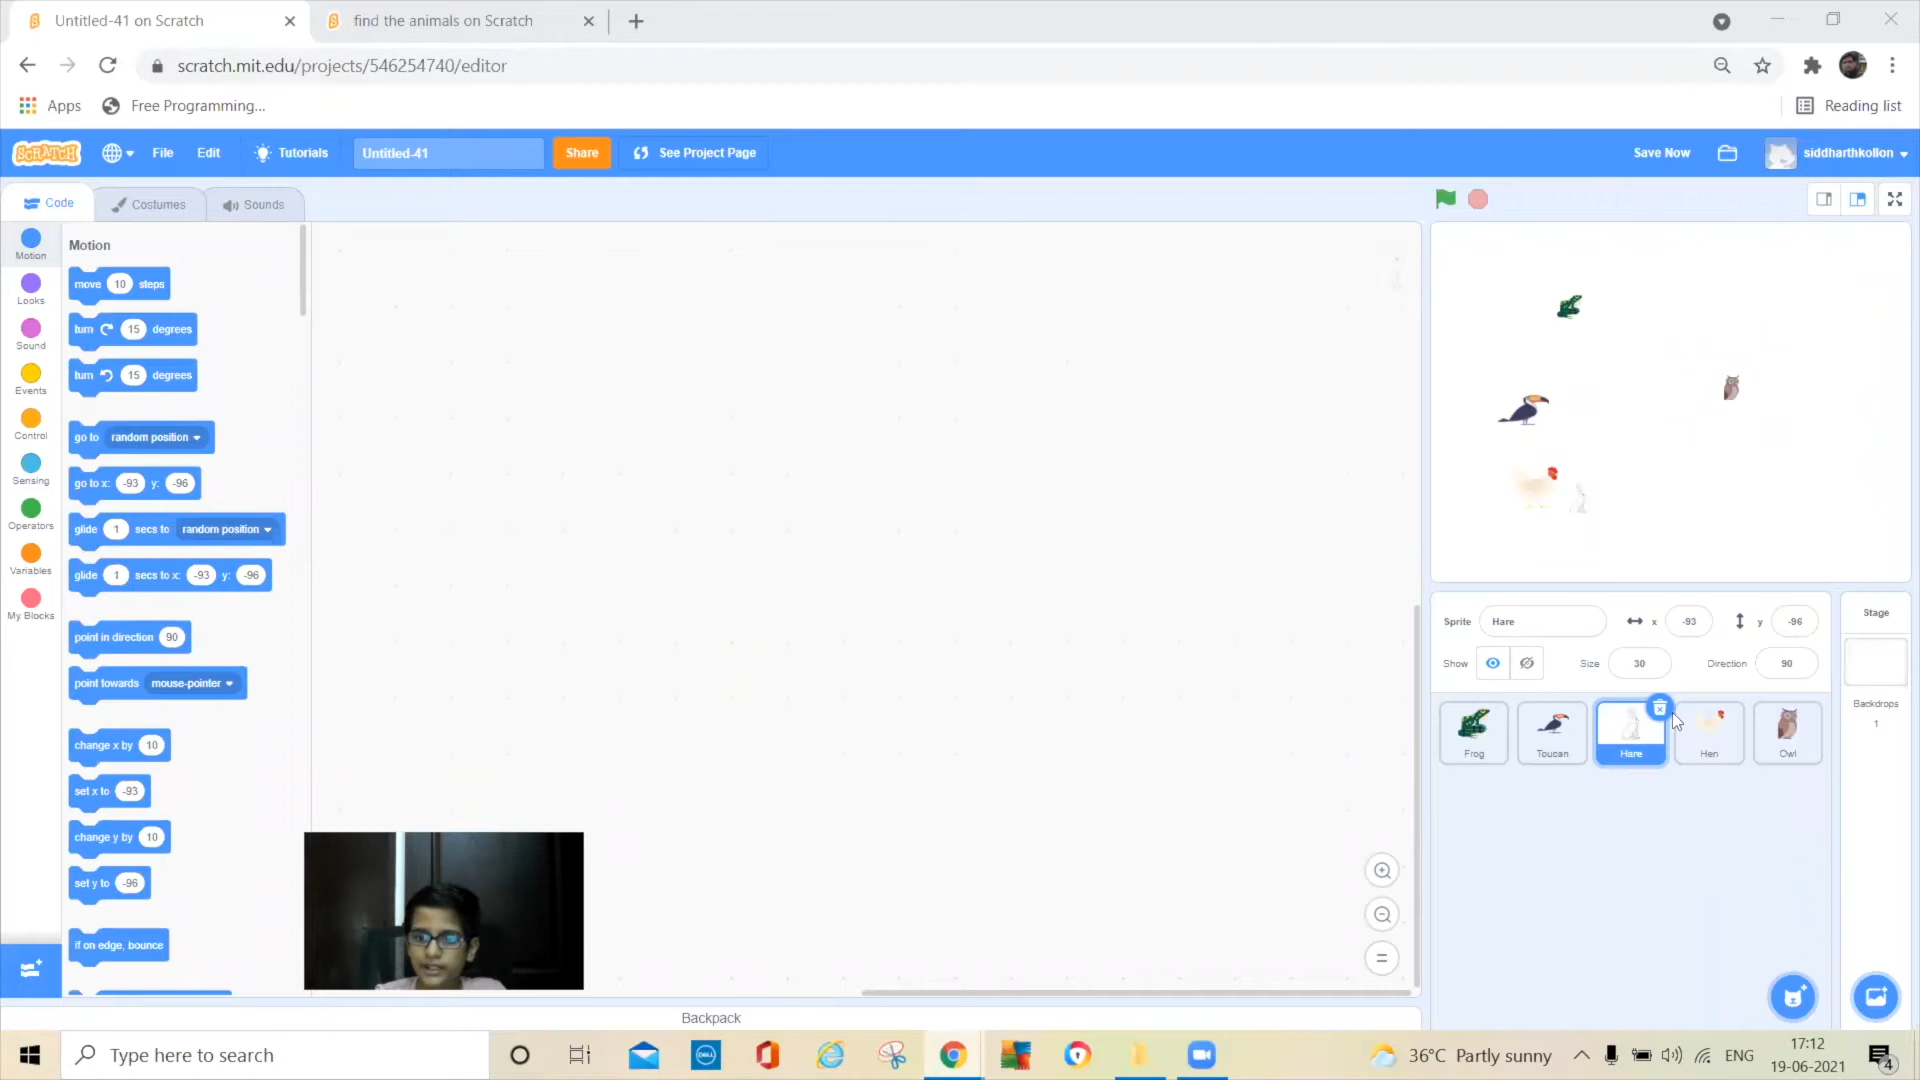 Untitled-41 on Scratch
find the animals on Scratch
scratch.mit.edu/projects/546254740/editor
Apps
Free Programming...
Reading list
SCRATCH
File
Edit
Tutorials
Untitled-41
Share
See Project Page
Save Now
siddharthkollon
Code
Costumes
Sounds
Motion
Looks
Sound
Events
Control
Sensing
Operators
Variables
My Blocks
Motion
move 10 steps
turn 15 degrees
turn 15 degrees
go to random position
go to x: -93 y: -96
glide 1 secs to random position
glide 1 secs to x: -93 y: -96
point in direction 90
point towards mouse-pointer
change x by 10
set x to -93
change y by 10
set y to -96
if on edge, bounce
Backpack
Sprite Hare x -93 y -96
Show Size 30 Direction 90
Frog
Toucan
Hare
Hen
Owl
Stage
Backdrops
1
Type here to search
DELL
36°C Partly sunny
ENG
17:12
19-06-2021
4